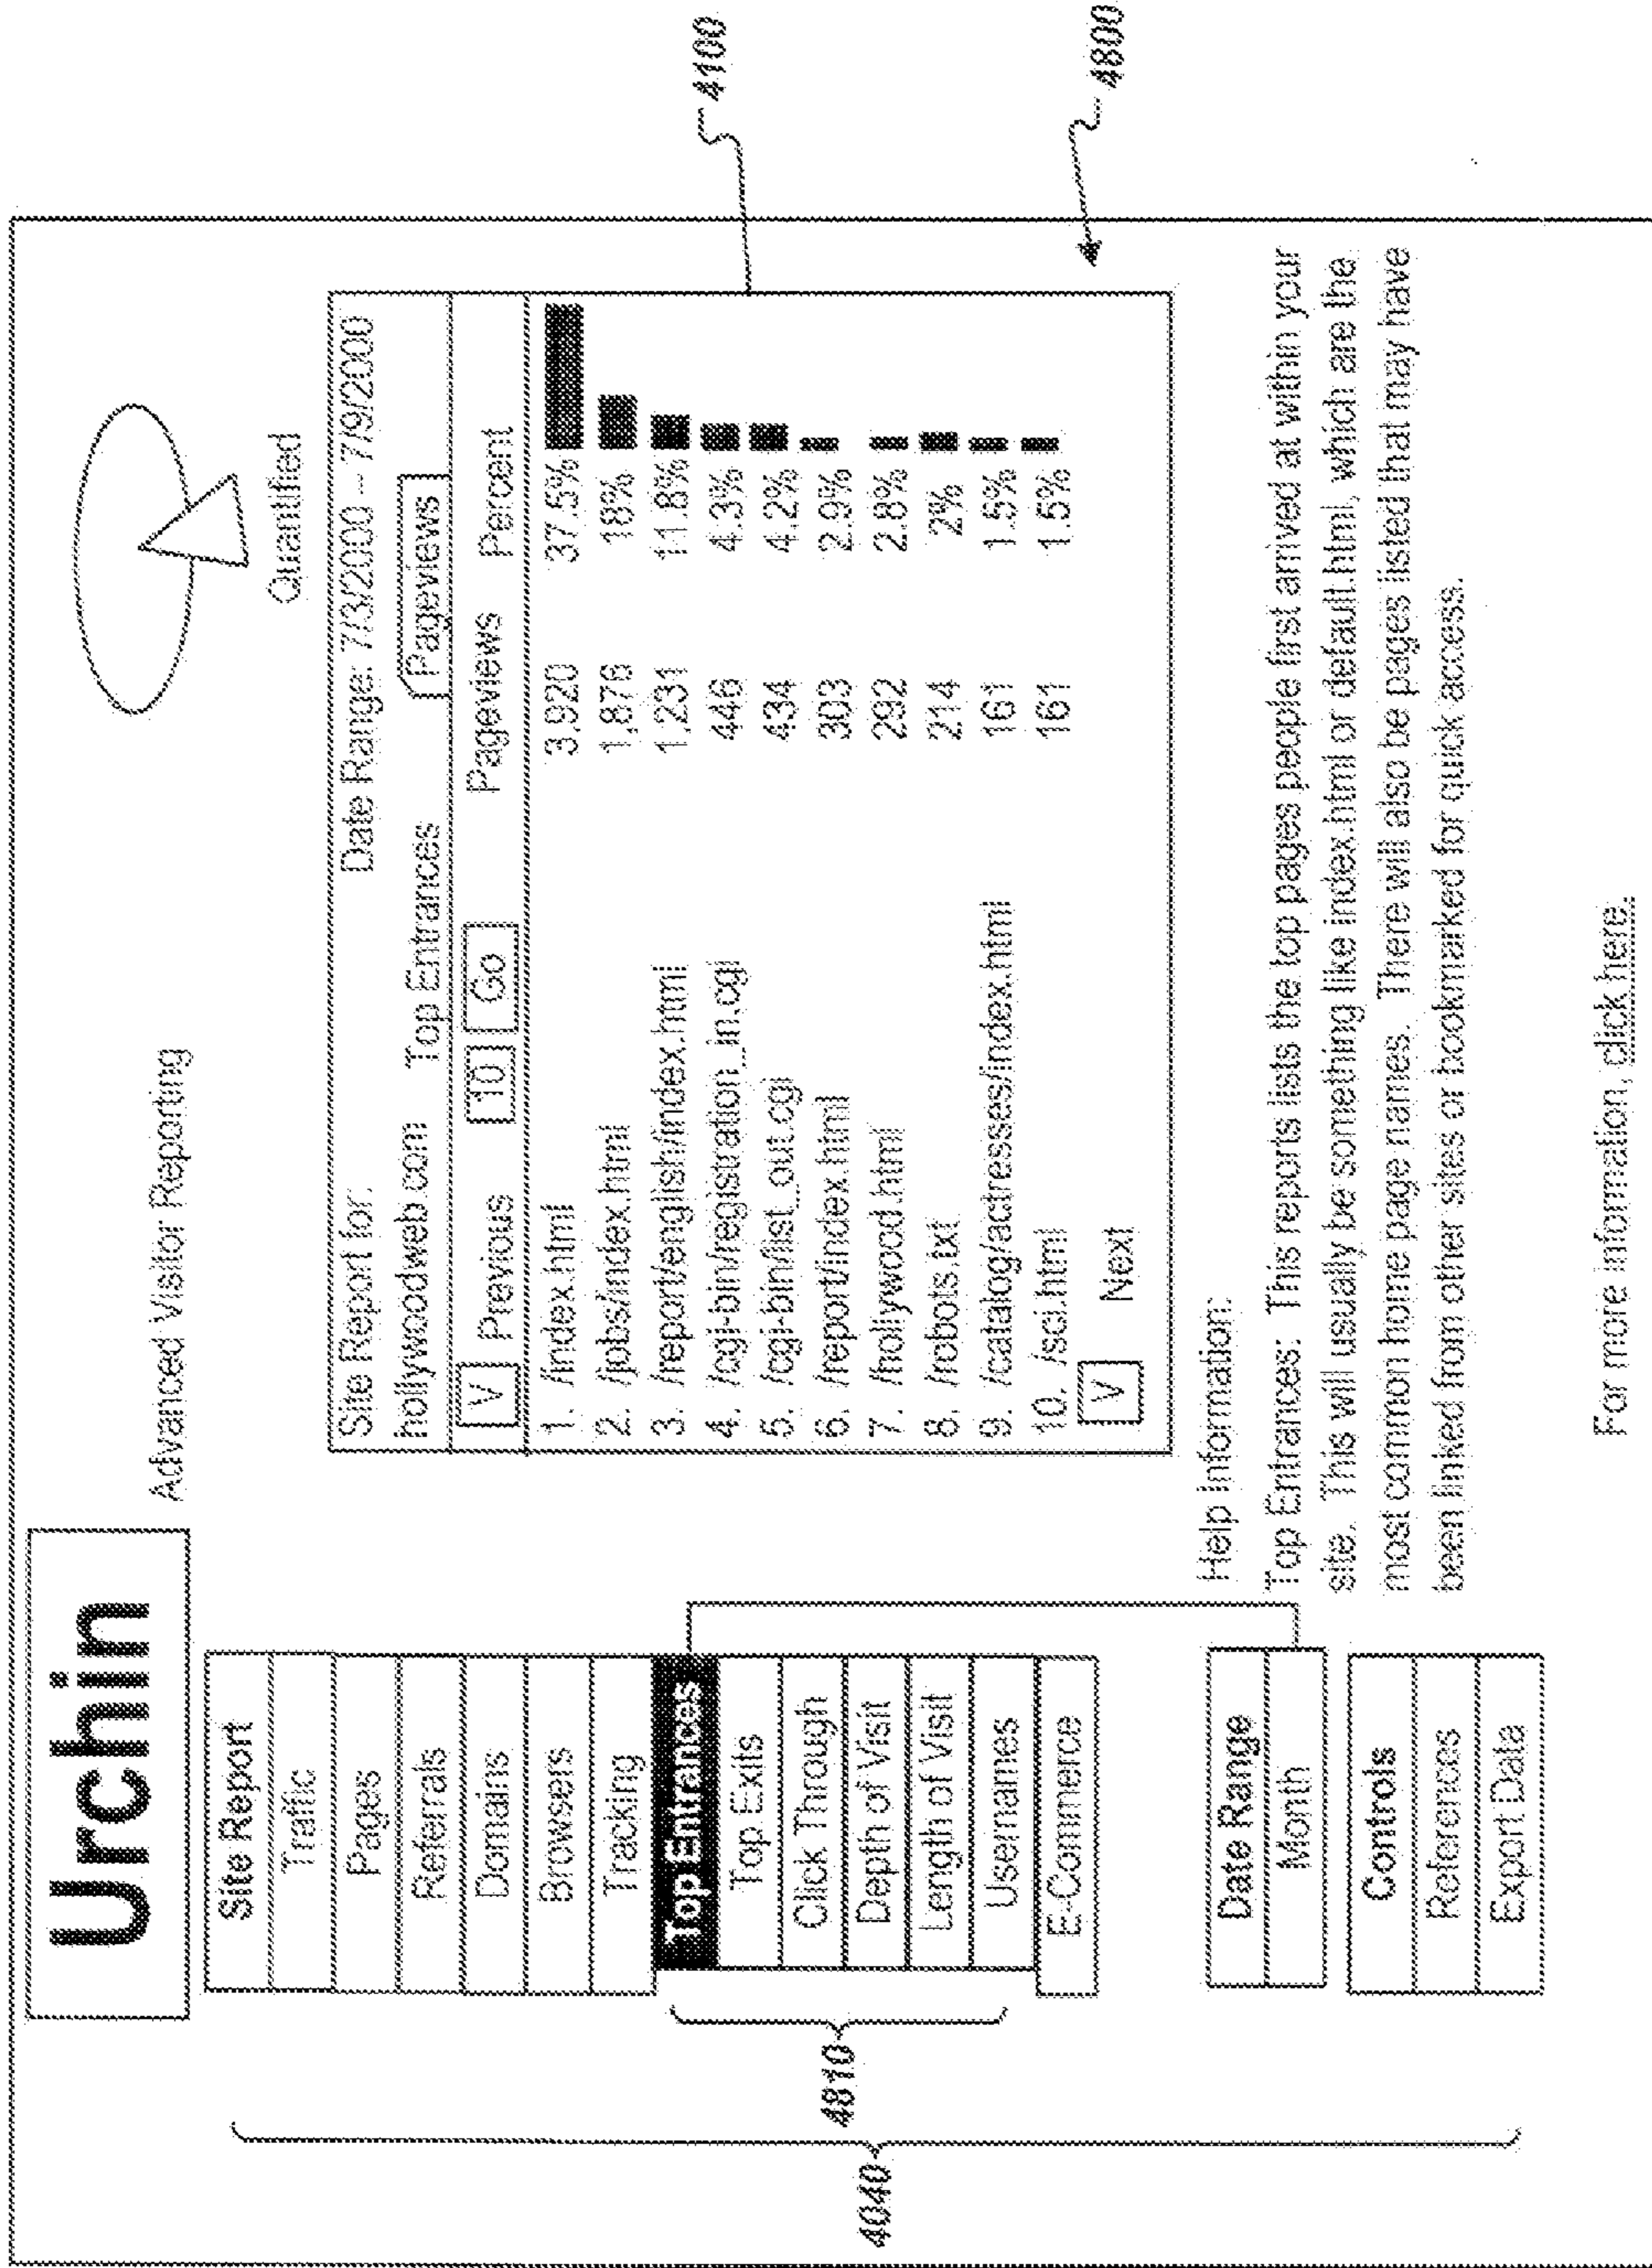 Urchin
Advanced Visitor Reporting
Quantified
Site Report
Traffic
Pages
Referrals
Domains
Browsers
Tracking
Top Entrances
Top Exits
Click Through
Depth of Visit
Length of Visit
Usernames
E-Commerce
Date Range
Month
Controls
References
Export Data
4040
4810
Site Report for: Date Range: 7/3/2000 – 7/9/2000
hollywoodweb.com Top Entrances Pageviews
V Previous 10 Go Pageviews Percent
1. /index.html 3.920 37.5%
2. /jobs/index.html 1,876 18%
3. /report/english/index.html 1,231 11.8%
4. /cgi-bin/registration_in.cgi 446 4.3%
5. /cgi-bin/list_out.cgi 434 4.2%
6. /report/index.html 303 2.9%
7. /hollywood.html 292 2.8%
8. /robots.txt 214 2%
9. /catalog/actresses/index.html 161 1.5%
10. /sci.html 161 1.5%
V Next
4100
4800
Help Information:
Top Entrances: This reports lists the top pages people first arrived at within your
site. This will usually be something like index.html or default.html, which are the
most common home page names. There will also be pages listed that may have
been linked from other sites or bookmarked for quick access.
For more information, click here.